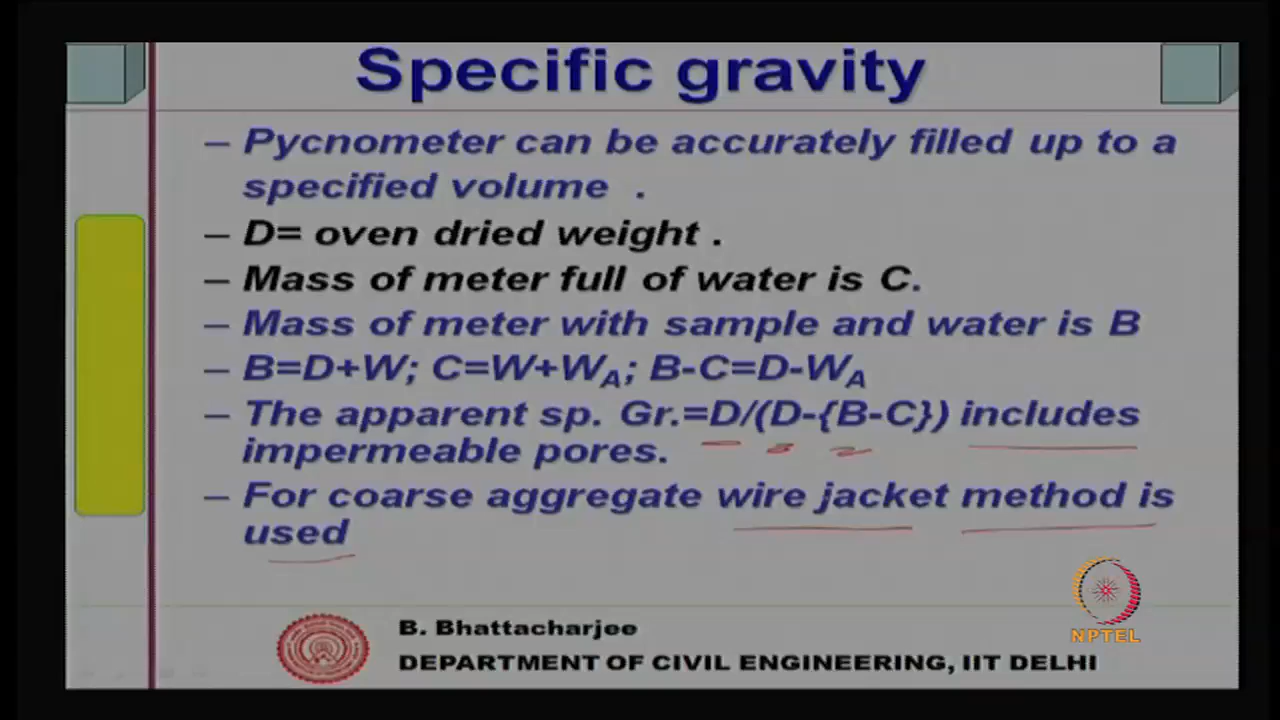 Specific gravity
– Pycnometer can be accurately filled up to a
specified volume .
– D= oven dried weight .
– Mass of meter full of water is C.
– Mass of meter with sample and water is B
– B=D+W; C=W+W_A; B-C=D-W_A
– The apparent sp. Gr.=D/(D-{B-C}) includes
impermeable pores.
– For coarse aggregate wire jacket method is
used
NPTEL
B. Bhattacharjee
DEPARTMENT OF CIVIL ENGINEERING, IIT DELHI